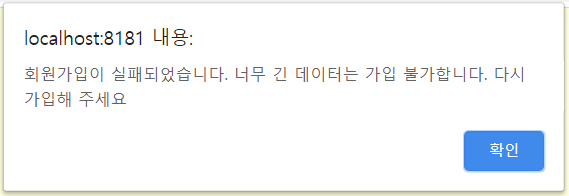 localhost:8181 내용:
회원가입이 실패되었습니다. 너무 긴 데이터는 가입 불가합니다. 다시
가입해 주세요
확인